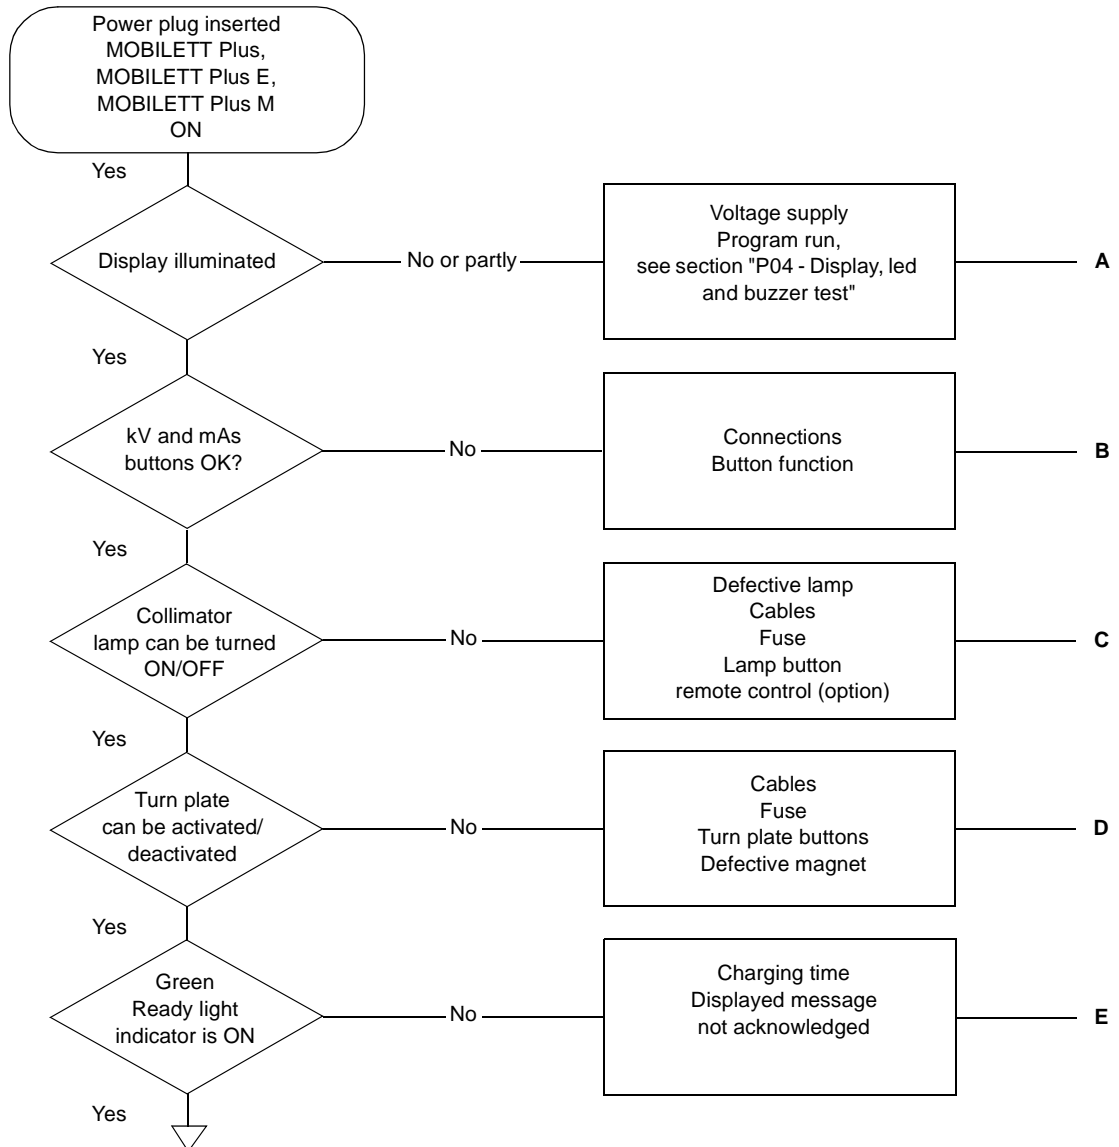 Power plug inserted
MOBILETT Plus,
MOBILETT Plus E,
MOBILETT Plus M
ON
Yes
Display illuminated
No or partly
Voltage supply
Program run,
see section "P04 - Display, led
and buzzer test"
A
Yes
kV and mAs
buttons OK?
No
Connections
Button function
B
Yes
Collimator
lamp can be turned
ON/OFF
No
Defective lamp
Cables
Fuse
Lamp button
remote control (option)
C
Yes
Turn plate
can be activated/
deactivated
No
Cables
Fuse
Turn plate buttons
Defective magnet
D
Yes
Green
Ready light
indicator is ON
No
Charging time
Displayed message
not acknowledged
E
Yes